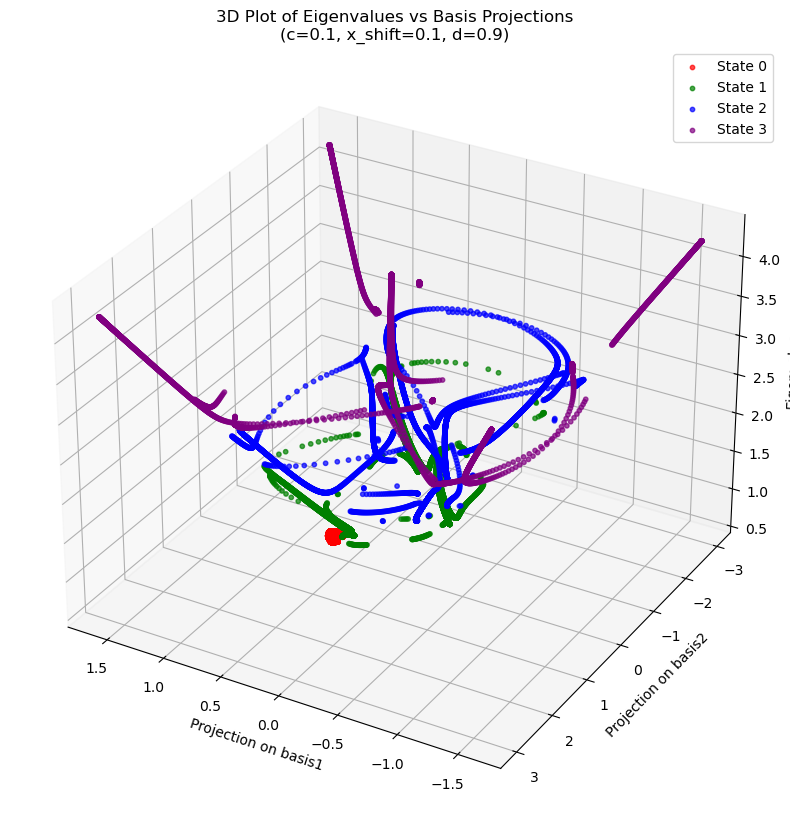 3D Plot of Eigenvalues vs Basis Projections
(c=0.1, x_shift=0.1, d=0.9)
State 0
State 1
State 2
State 3
4.0
3.5
3.0
2.5
2.0
1.5
1.0
0.5
−3
−2
−1
0
1
2
3
Projection on basis2
1.5
1.0
0.5
0.0
−0.5
−1.0
−1.5
Projection on basis1